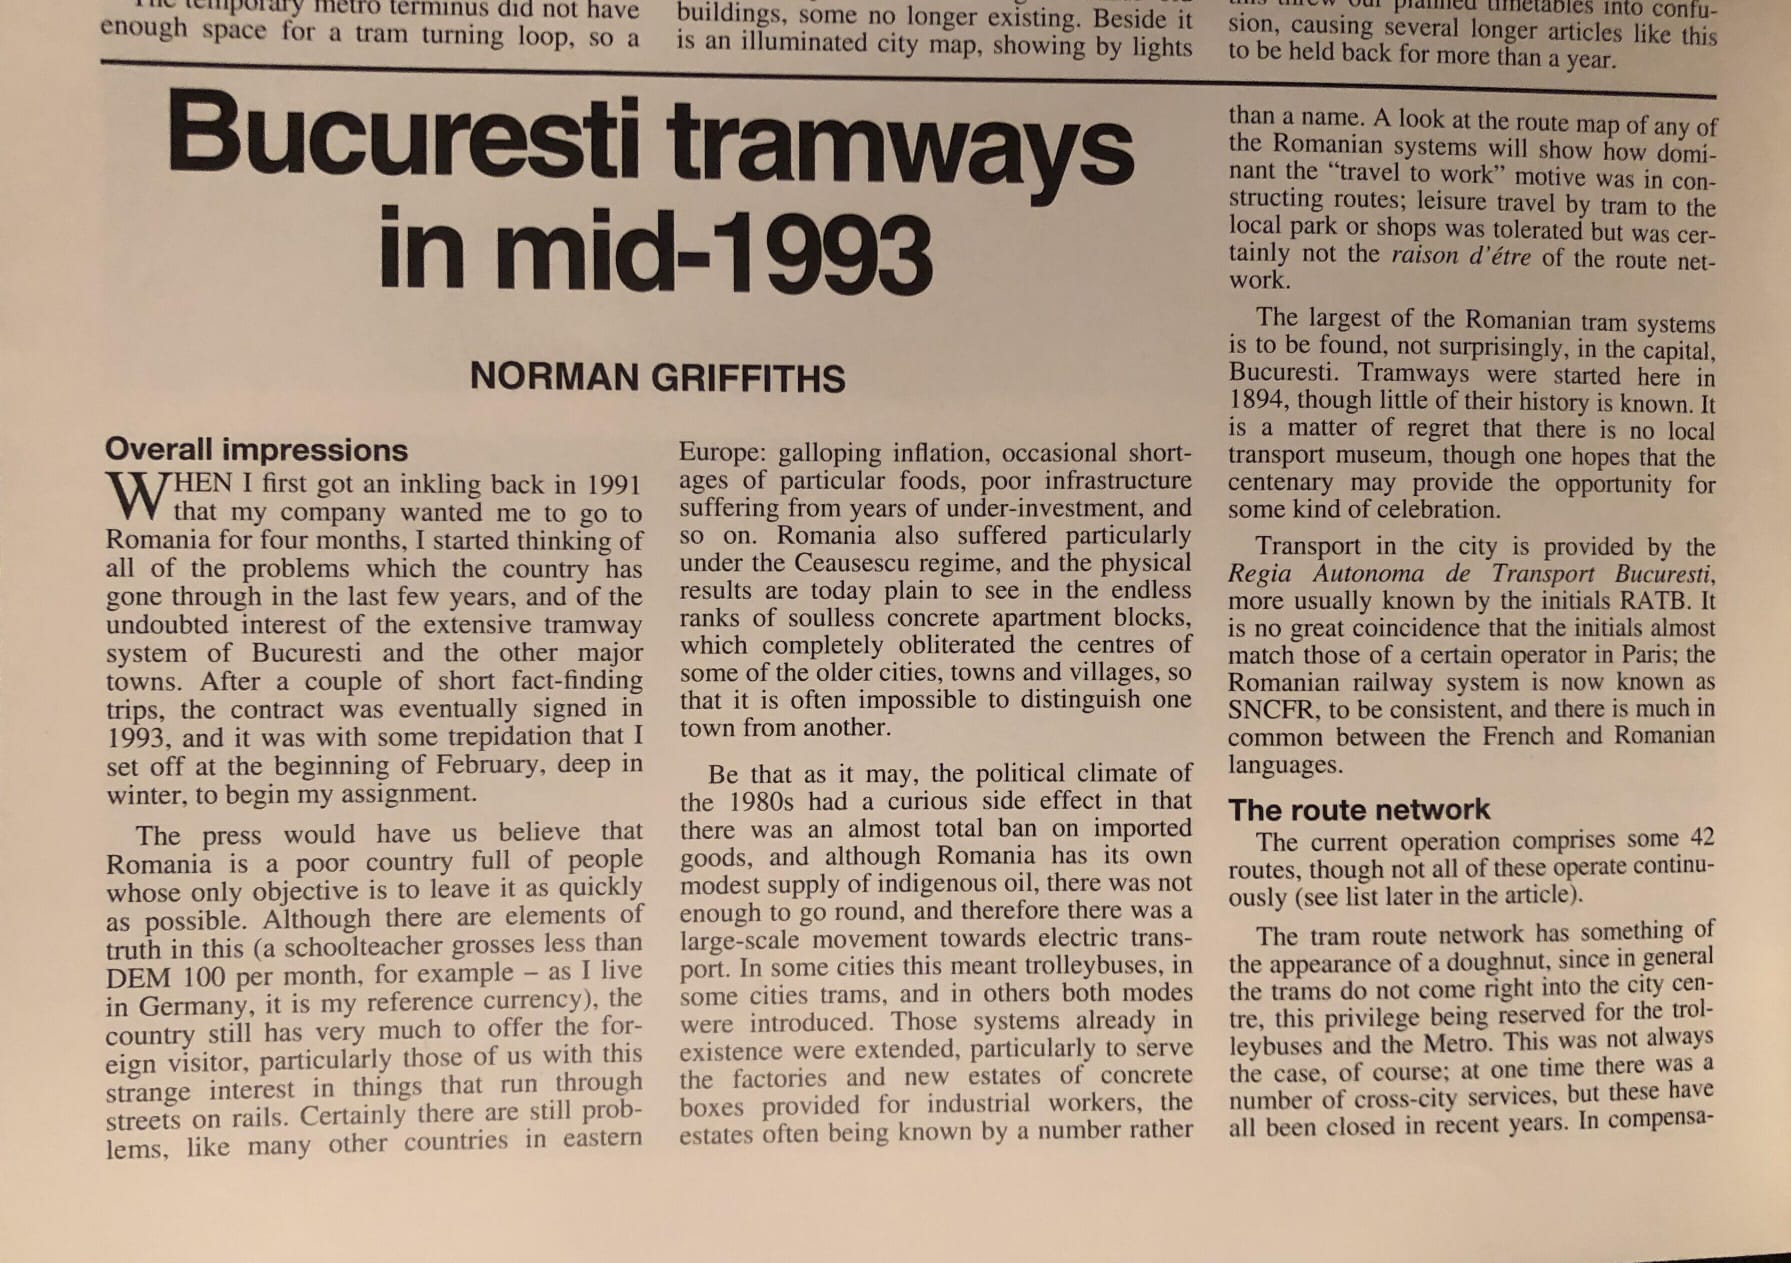 The temporary metro terminus did not have
enough space for a tram turning loop, so a
buildings, some no longer existing. Beside it
is an illuminated city map, showing by lights
this threw our planned timetables into confu-
sion, causing several longer articles like this
to be held back for more than a year.
Bucuresti tramways
in mid-1993
NORMAN GRIFFITHS
Overall impressions
WHEN I first got an inkling back in 1991
that my company wanted me to go to
Romania for four months, I started thinking of
all of the problems which the country has
gone through in the last few years, and of the
undoubted interest of the extensive tramway
system of Bucuresti and the other major
towns. After a couple of short fact-finding
trips, the contract was eventually signed in
1993, and it was with some trepidation that I
set off at the beginning of February, deep in
winter, to begin my assignment.
The press would have us believe that
Romania is a poor country full of people
whose only objective is to leave it as quickly
as possible. Although there are elements of
truth in this (a schoolteacher grosses less than
DEM 100 per month, for example – as I live
in Germany, it is my reference currency), the
country still has very much to offer the for-
eign visitor, particularly those of us with this
strange interest in things that run through
streets on rails. Certainly there are still prob-
lems, like many other countries in eastern
Europe: galloping inflation, occasional short-
ages of particular foods, poor infrastructure
suffering from years of under-investment, and
so on. Romania also suffered particularly
under the Ceausescu regime, and the physical
results are today plain to see in the endless
ranks of soulless concrete apartment blocks,
which completely obliterated the centres of
some of the older cities, towns and villages, so
that it is often impossible to distinguish one
town from another.
Be that as it may, the political climate of
the 1980s had a curious side effect in that
there was an almost total ban on imported
goods, and although Romania has its own
modest supply of indigenous oil, there was not
enough to go round, and therefore there was a
large-scale movement towards electric trans-
port. In some cities this meant trolleybuses, in
some cities trams, and in others both modes
were introduced. Those systems already in
existence were extended, particularly to serve
the factories and new estates of concrete
boxes provided for industrial workers, the
estates often being known by a number rather
than a name. A look at the route map of any of
the Romanian systems will show how domi-
nant the “travel to work” motive was in con-
structing routes; leisure travel by tram to the
local park or shops was tolerated but was cer-
tainly not the raison d’étre of the route net-
work.
The largest of the Romanian tram systems
is to be found, not surprisingly, in the capital,
Bucuresti. Tramways were started here in
1894, though little of their history is known. It
is a matter of regret that there is no local
transport museum, though one hopes that the
centenary may provide the opportunity for
some kind of celebration.
Transport in the city is provided by the
Regia Autonoma de Transport Bucuresti,
more usually known by the initials RATB. It
is no great coincidence that the initials almost
match those of a certain operator in Paris; the
Romanian railway system is now known as
SNCFR, to be consistent, and there is much in
common between the French and Romanian
languages.
The route network
The current operation comprises some 42
routes, though not all of these operate continu-
ously (see list later in the article).
The tram route network has something of
the appearance of a doughnut, since in general
the trams do not come right into the city cen-
tre, this privilege being reserved for the trol-
leybuses and the Metro. This was not always
the case, of course; at one time there was a
number of cross-city services, but these have
all been closed in recent years. In compensa-